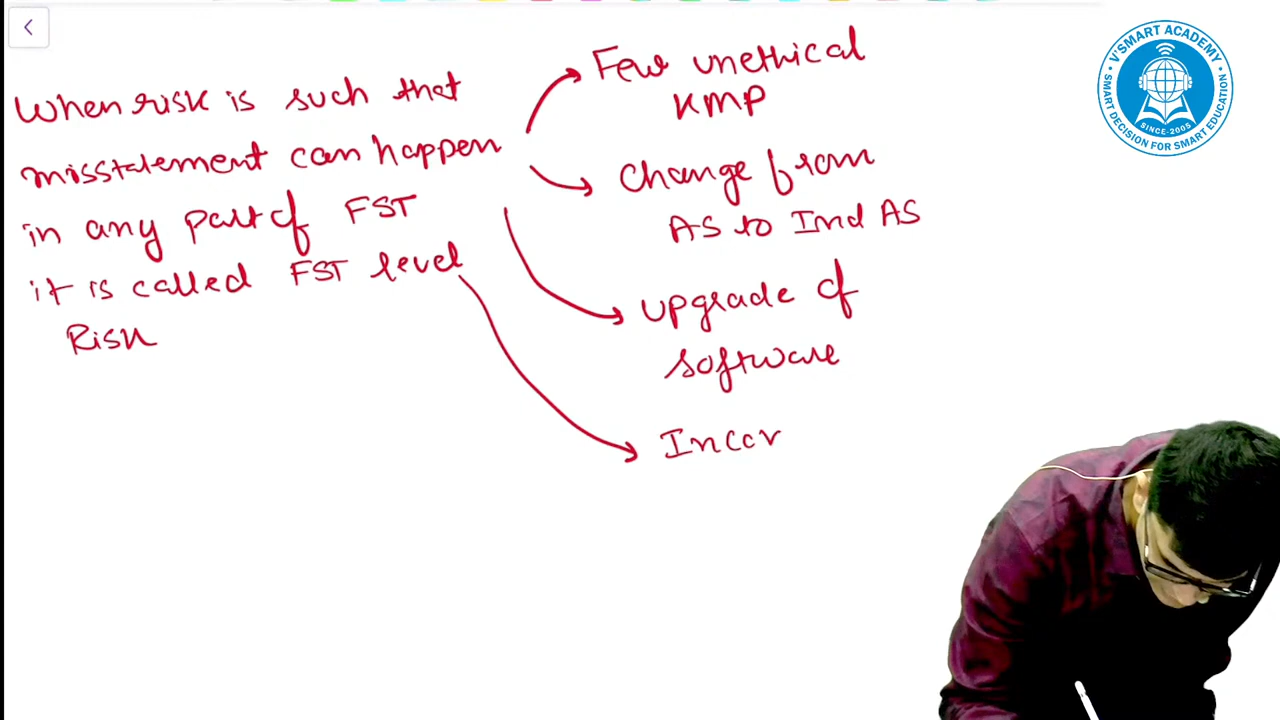 When risk is such that
misstatement can happen
in any part of FST
it is called FST level
Risk
Few unethical
KMP
Change from
AS to Ind AS
upgrade of
software
Incor
V'SMART ACADEMY
SINCE-2005
SMART DECISION FOR SMART EDUCATION